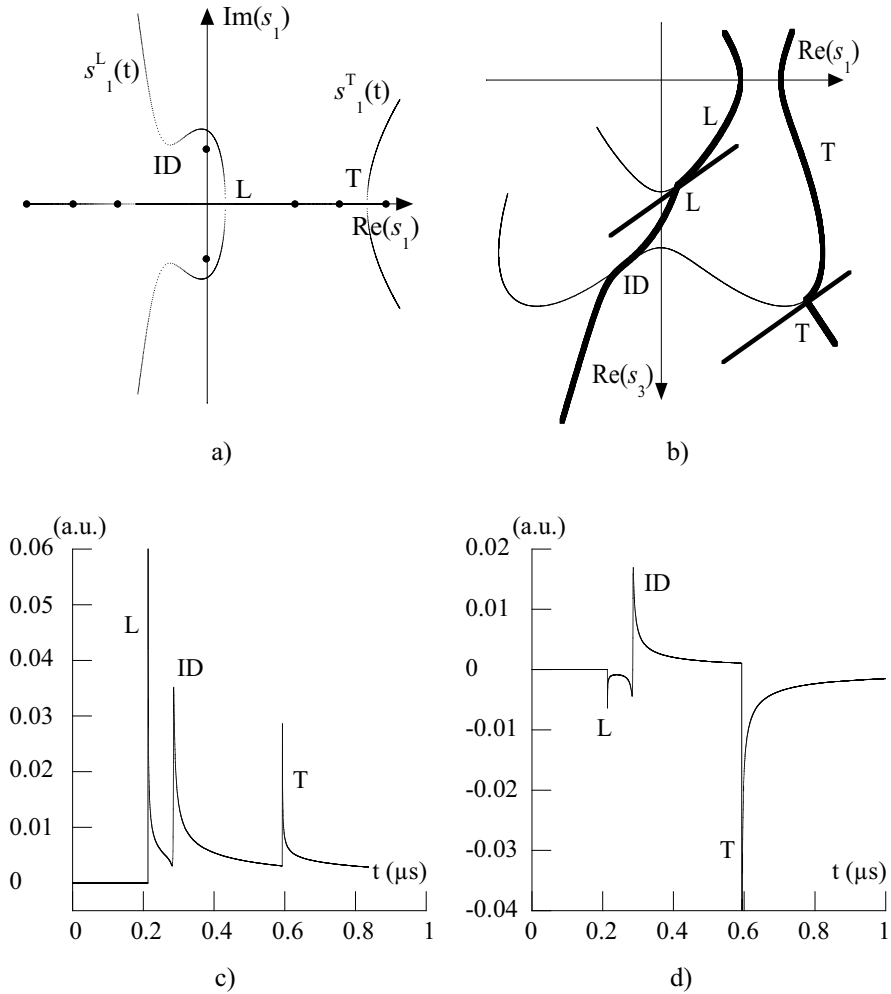 Im(s₁)
s₁ᴸ(t)
s₁ᵀ(t)
ID
L
T
Re(s₁)
a)
Re(s₁)
L
T
L
ID
T
Re(s₃)
b)
(a.u.)
0.06
0.05
0.04
0.03
0.02
0.01
0
L
ID
T
t (µs)
0
0.2
0.4
0.6
0.8
1
c)
(a.u.)
0.02
0.01
0
-0.01
-0.02
-0.03
-0.04
ID
L
T
t (µs)
0
0.2
0.4
0.6
0.8
1
d)